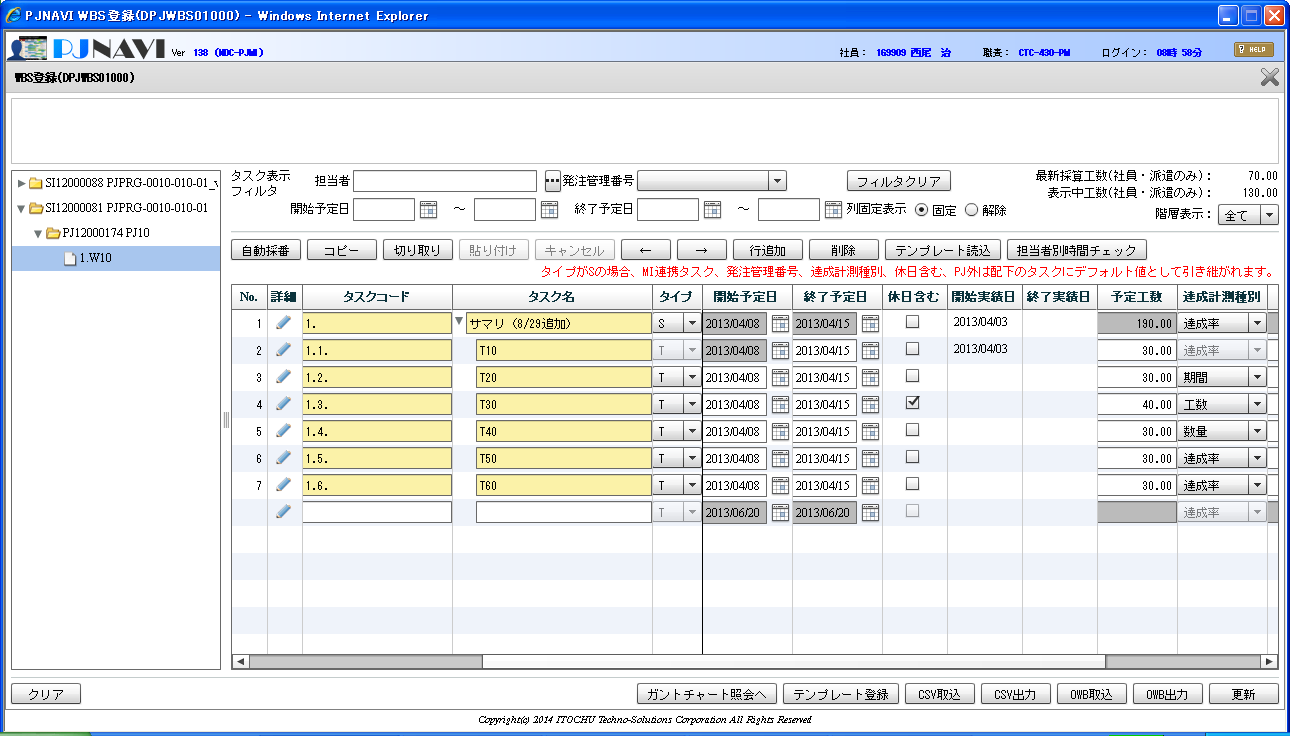 PJNAVI WBS登録(DPJWBS01000) - Windows Internet Explorer
PJNAVI Ver 138 (NDC-PJWI) 社員： 169909 西尾 治 職責： CTC-430-PM ログイン： 08時 58分 ? HELP
WBS登録(DPJWBS01000)
SI12000088 PJPRG-0010-010-01_v
SI12000081 PJPRG-0010-010-01
PJ12000174 PJ10
1.W10
タスク表示 フィルタ 担当者 発注管理番号 フィルタクリア 最新採算工数(社員・派遣のみ)： 70.00
表示中工数(社員・派遣のみ)： 130.00
開始予定日 ～ 終了予定日 ～ 列固定表示 固定 解除 階層表示： 全て
自動採番 コピー 切り取り 貼り付け キャンセル ← → 行追加 削除 テンプレート読込 担当者別時間チェック
タイプがSの場合、MI連携タスク、発注管理番号、達成計測種別、休日含む、PJ外は配下のタスクにデフォルト値として引き継がれます。
No. 詳細 タスクコード タスク名 タイプ 開始予定日 終了予定日 休日含む 開始実績日 終了実績日 予定工数 達成計測種別
1 1. サマリ（8/29追加） S 2013/04/08 2013/04/15 2013/04/03 190.00 達成率
2 1.1. T10 T 2013/04/08 2013/04/15 2013/04/03 30.00 達成率
3 1.2. T20 T 2013/04/08 2013/04/15 30.00 期間
4 1.3. T30 T 2013/04/08 2013/04/15 40.00 工数
5 1.4. T40 T 2013/04/08 2013/04/15 30.00 数量
6 1.5. T50 T 2013/04/08 2013/04/15 30.00 達成率
7 1.6. T60 T 2013/04/08 2013/04/15 30.00 達成率
T 2013/06/20 2013/06/20 達成率
クリア ガントチャート照会へ テンプレート登録 CSV取込 CSV出力 OWB取込 OWB出力 更新
Copyright(c) 2014 ITOCHU Techno-Solutions Corporation All Rights Reserved